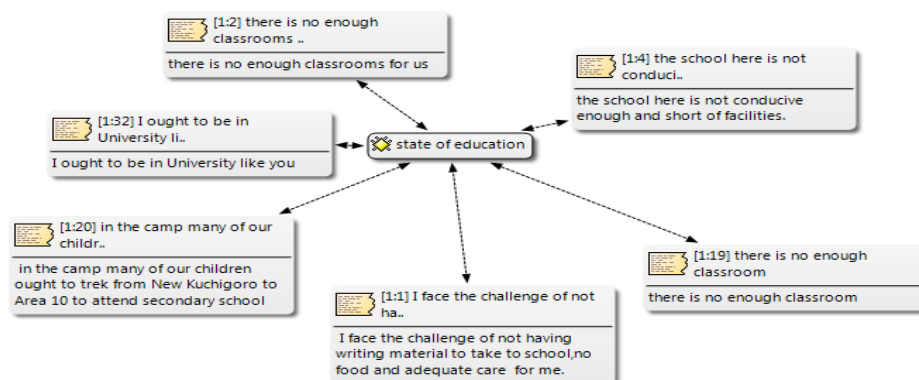 [1:2] there is no enough
classrooms ..
there is no enough classrooms for us
[1:4] the school here is not
conduci..
the school here is not conducive
enough and short of facilities.
[1:32] I ought to be in
University li..
I ought to be in University like you
state of education
[1:20] in the camp many of our
childr..
in the camp many of our children
ought to trek from New Kuchigoro to
Area 10 to attend secondary school
[1:1] I face the challenge of not
ha..
I face the challenge of not having
writing material to take to school,no
food and adequate care for me.
[1:19] there is no enough
classroom
there is no enough classroom